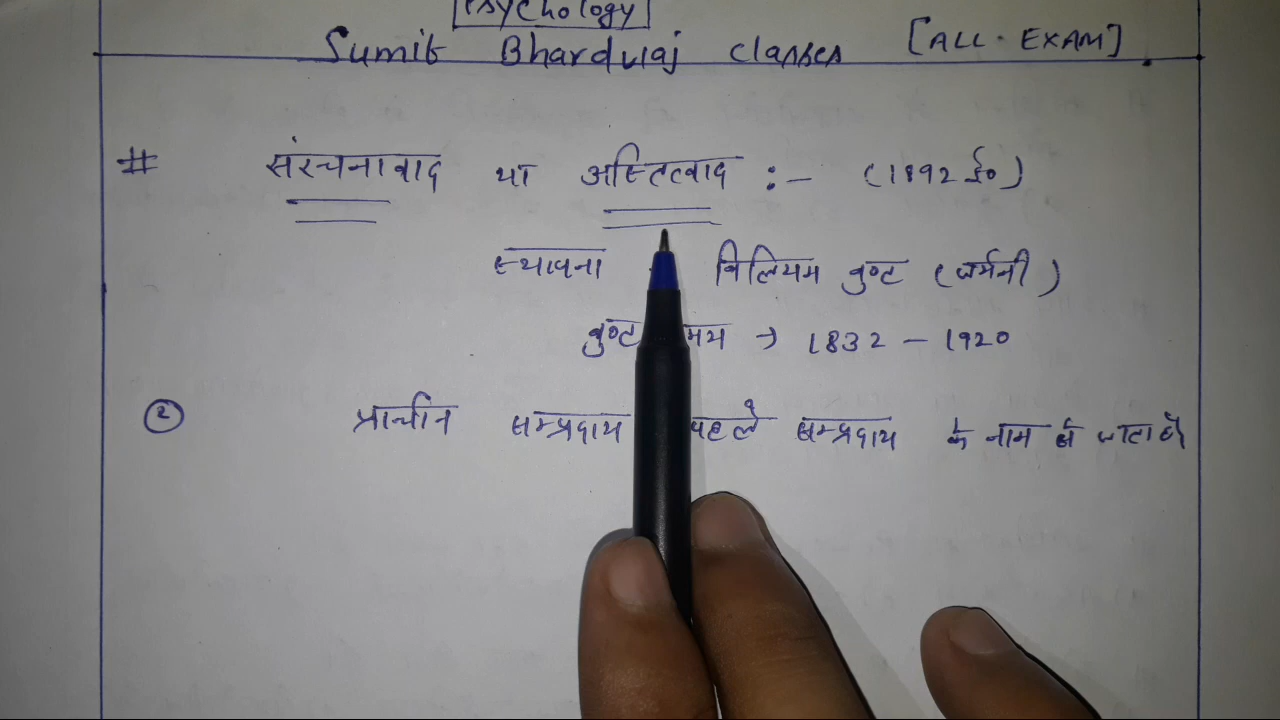 Psychology
Sumit Bhardwaj Classes [ALL. EXAM]
# संरचनावाद या अस्तित्ववाद :- (1892 ई०)
स्थापना विलियम वुण्ट (जर्मनी)
वुण्ट मय → 1832 - 1920
② प्राचीन सम्प्रदाय पहले सम्प्रदाय के नाम से जाता है